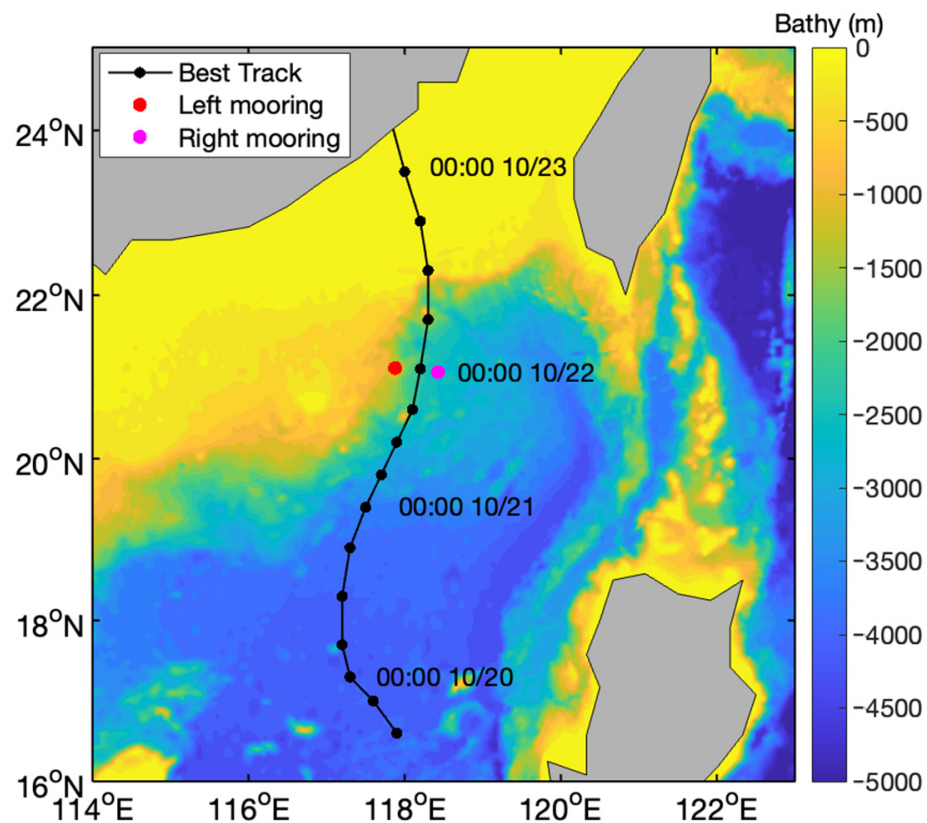 Bathy (m)
Best Track
Left mooring
Right mooring
24°N
22°N
20°N
18°N
16°N
114°E
116°E
118°E
120°E
122°E
00:00 10/23
00:00 10/22
00:00 10/21
00:00 10/20
0
-500
-1000
-1500
-2000
-2500
-3000
-3500
-4000
-4500
-5000